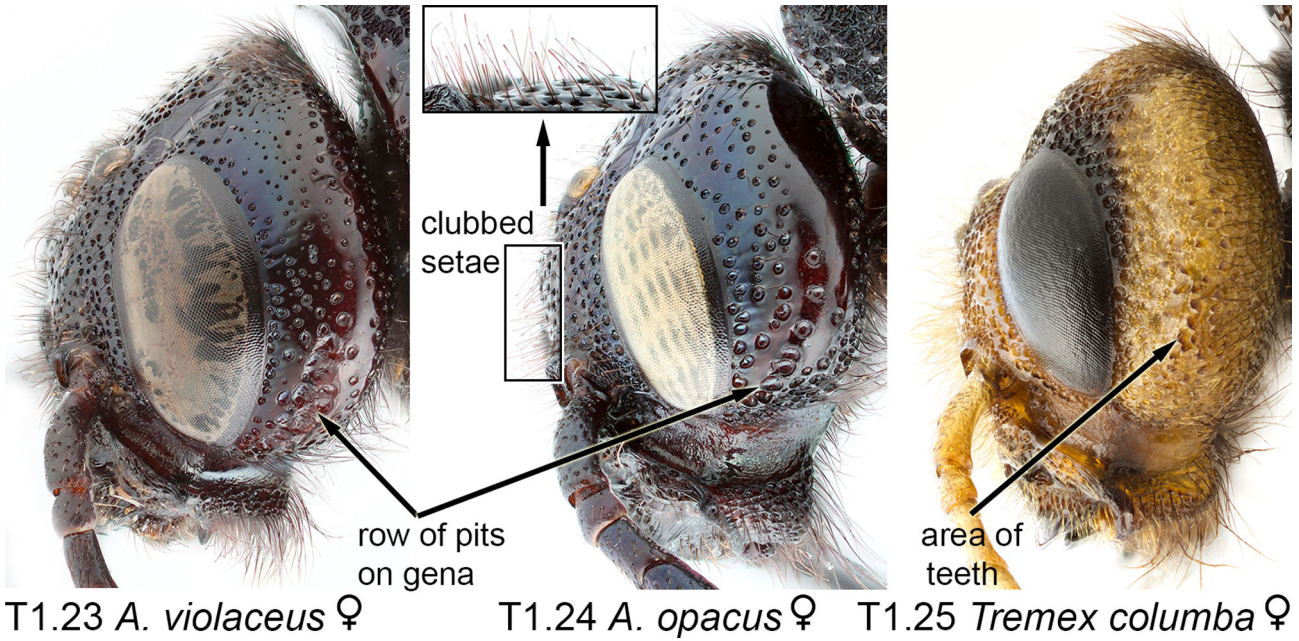 clubbed
setae
row of pits
on gena
area of
teeth
T1.23 A. violaceus ♀
T1.24 A. opacus ♀
T1.25 Tremex columba ♀